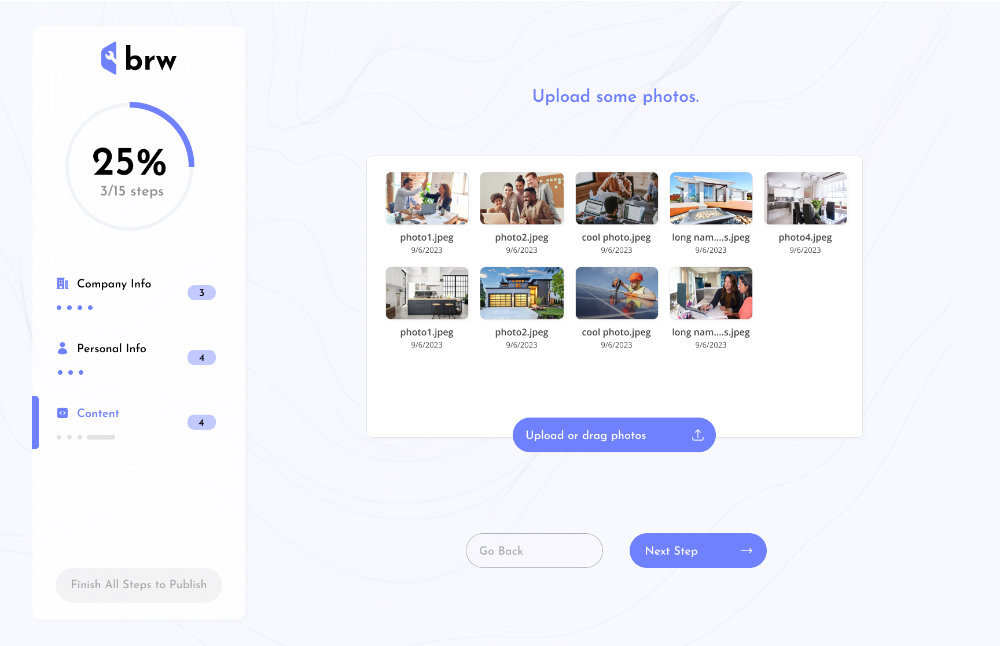 brw
25%
3/15 steps
Company Info
3
Personal Info
4
Content
4
Finish All Steps to Publish
Upload some photos.
photo1.jpeg
9/6/2023
photo2.jpeg
9/6/2023
cool photo.jpeg
9/6/2023
long nam....s.jpeg
9/6/2023
photo4.jpeg
9/6/2023
photo1.jpeg
9/6/2023
photo2.jpeg
9/6/2023
cool photo.jpeg
9/6/2023
long nam....s.jpeg
9/6/2023
Upload or drag photos
Go Back
Next Step